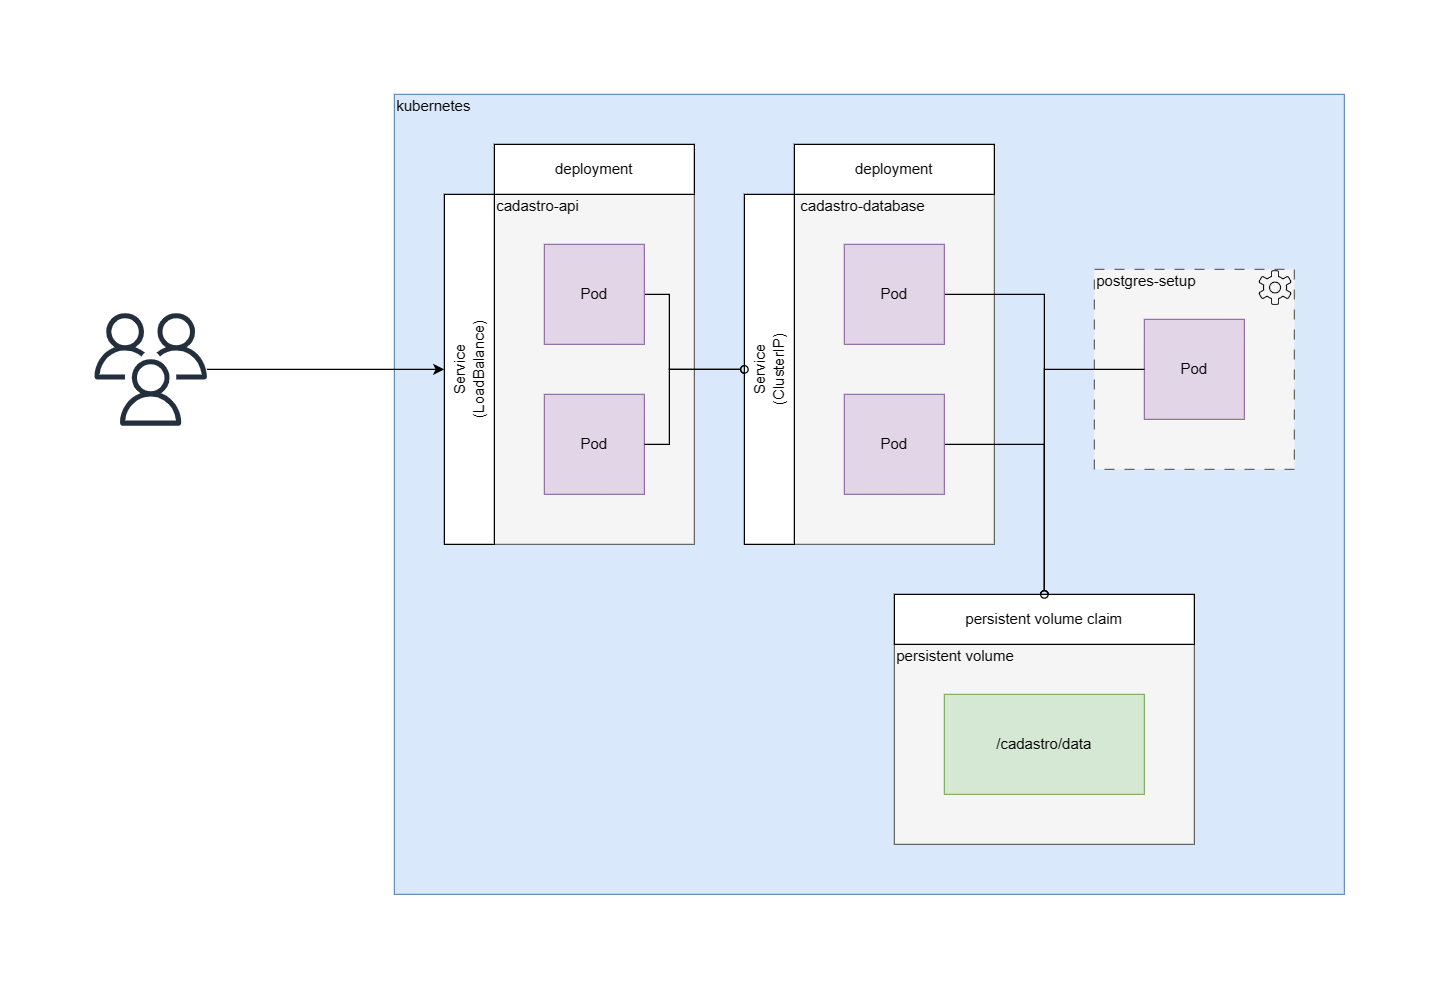 kubernetes
deployment
cadastro-api
Service
(LoadBalance)
Pod
Pod
deployment
cadastro-database
Service
(ClusterIP)
Pod
Pod
postgres-setup
Pod
persistent volume claim
persistent volume
/cadastro/data